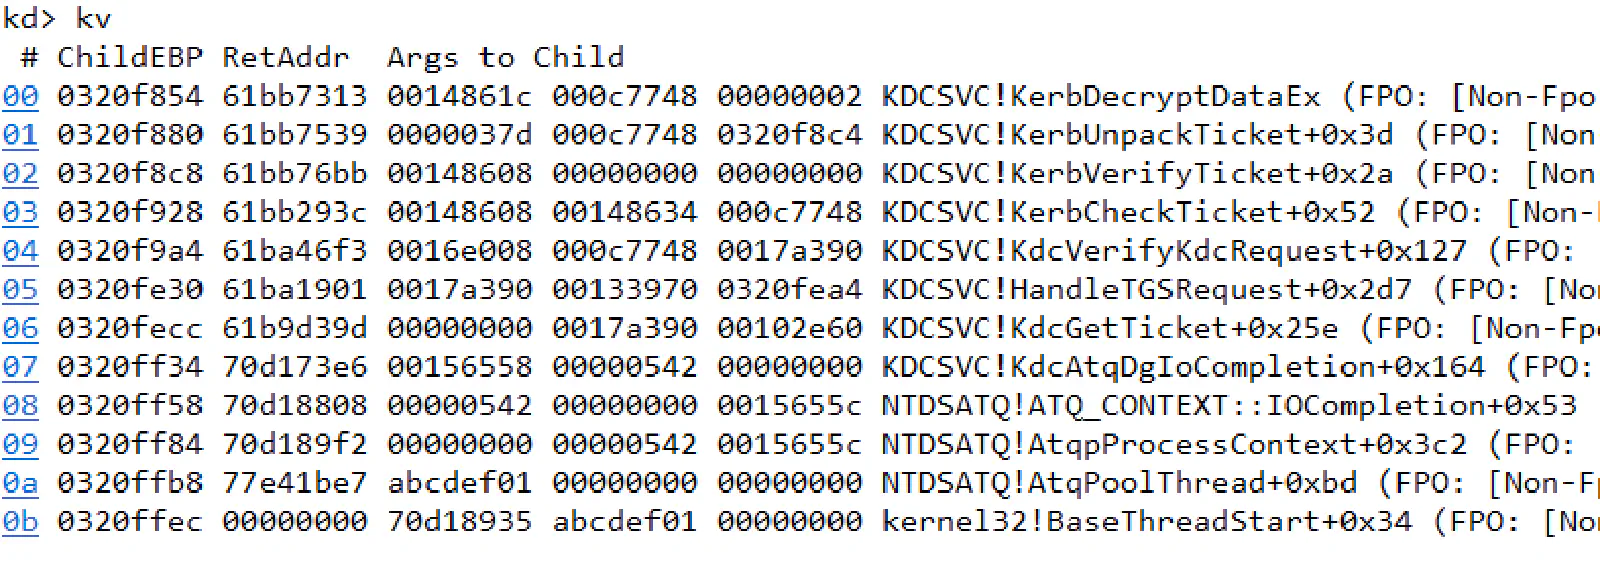 kd> kv
# ChildEBP RetAddr Args to Child
00 0320f854 61bb7313 0014861c 000c7748 00000002 KDCSVC!KerbDecryptDataEx (FPO: [Non-Fpo
01 0320f880 61bb7539 0000037d 000c7748 0320f8c4 KDCSVC!KerbUnpackTicket+0x3d (FPO: [Non
02 0320f8c8 61bb76bb 00148608 00000000 00000000 KDCSVC!KerbVerifyTicket+0x2a (FPO: [Non
03 0320f928 61bb293c 00148608 00148634 000c7748 KDCSVC!KerbCheckTicket+0x52 (FPO: [Non-
04 0320f9a4 61ba46f3 0016e008 000c7748 0017a390 KDCSVC!KdcVerifyKdcRequest+0x127 (FPO:
05 0320fe30 61ba1901 0017a390 00133970 0320fea4 KDCSVC!HandleTGSRequest+0x2d7 (FPO: [No
06 0320fecc 61b9d39d 00000000 0017a390 00102e60 KDCSVC!KdcGetTicket+0x25e (FPO: [Non-Fp
07 0320ff34 70d173e6 00156558 00000542 00000000 KDCSVC!KdcAtqDgIoCompletion+0x164 (FPO:
08 0320ff58 70d18808 00000542 00000000 0015655c NTDSATQ!ATQ_CONTEXT::IOCompletion+0x53
09 0320ff84 70d189f2 00000000 00000542 0015655c NTDSATQ!AtqpProcessContext+0x3c2 (FPO:
0a 0320ffb8 77e41be7 abcdef01 00000000 00000000 NTDSATQ!AtqPoolThread+0xbd (FPO: [Non-F
0b 0320ffec 00000000 70d18935 abcdef01 00000000 kernel32!BaseThreadStart+0x34 (FPO: [No